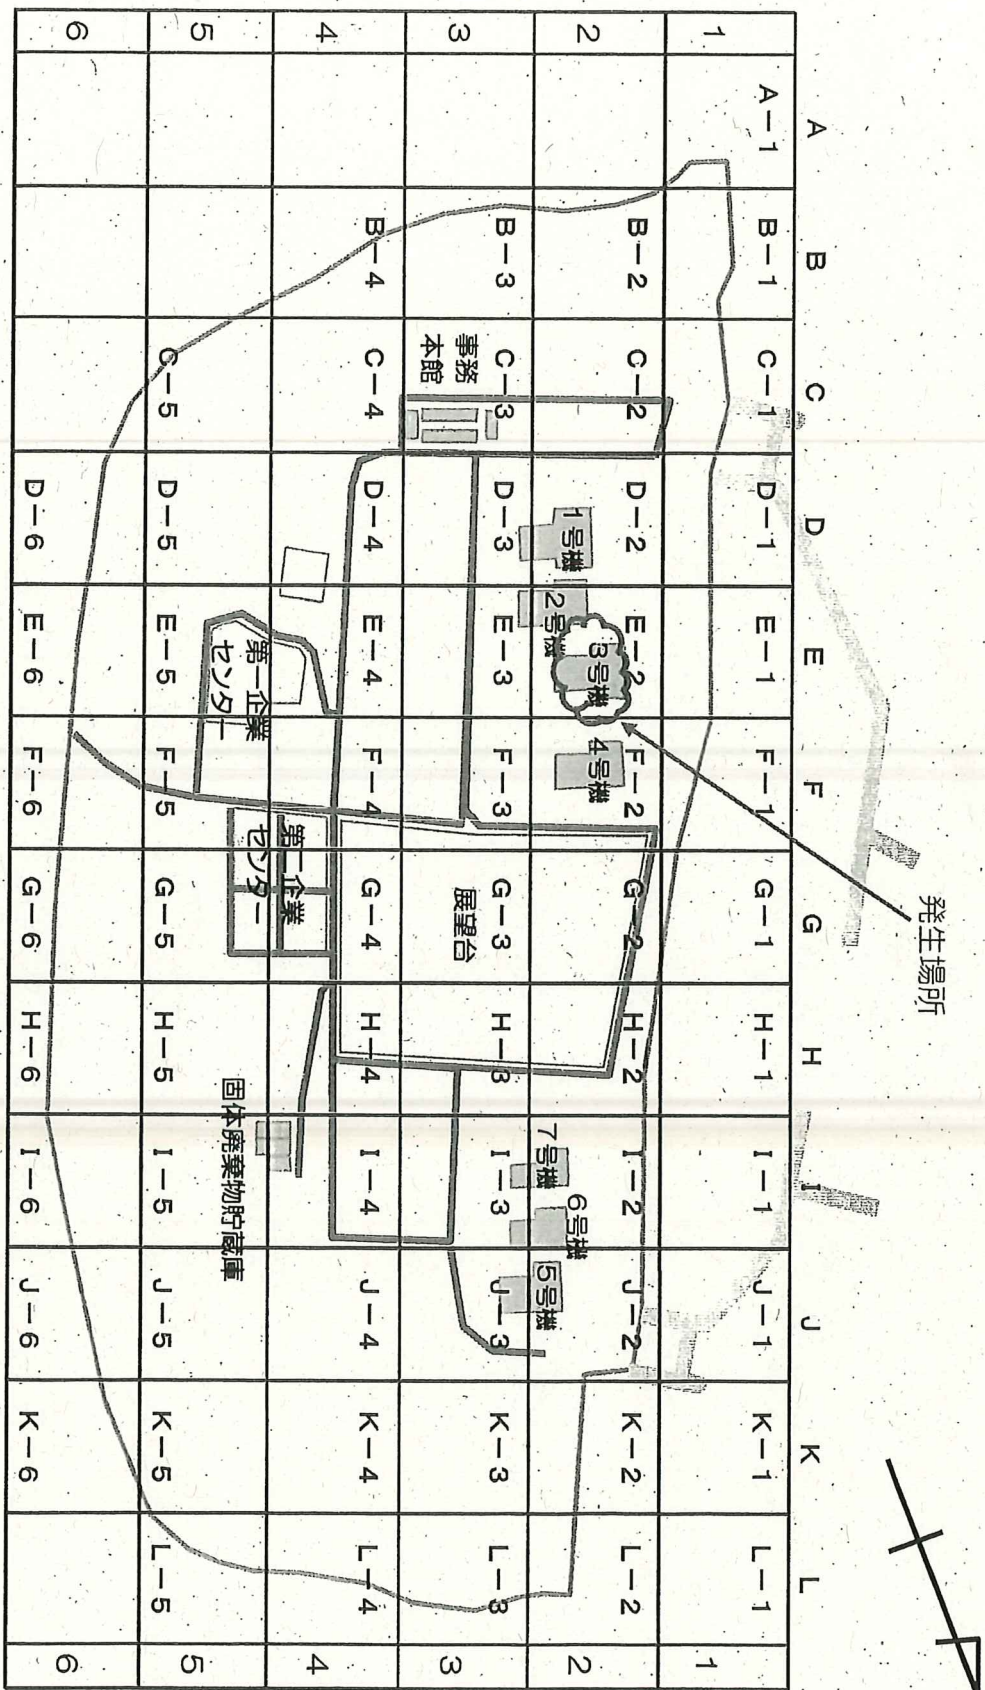 A B C D E F G H I J K L
1 A-1 B-1 C-1 D-1 E-1 F-1 G-1 H-1 I-1 J-1 K-1 L-1 1
2 B-2 C-2 D-2 E-2 F-2 G-2 H-2 I-2 J-2 K-2 L-2 2
3 B-3 C-3 D-3 E-3 F-3 G-3 H-3 I-3 J-3 K-3 L-3 3
4 B-4 C-4 D-4 E-4 F-4 G-4 H-4 I-4 J-4 K-4 L-4 4
5 C-5 D-5 E-5 F-5 G-5 H-5 I-5 J-5 K-5 L-5 5
6 D-6 E-6 F-6 G-6 H-6 I-6 J-6 K-6 6
発生場所
1号機
2号機
3号機
4号機
7号機
6号機
5号機
事務
本館
展望台
第一企業
センター
第二企業
センター
固体廃棄物貯蔵庫